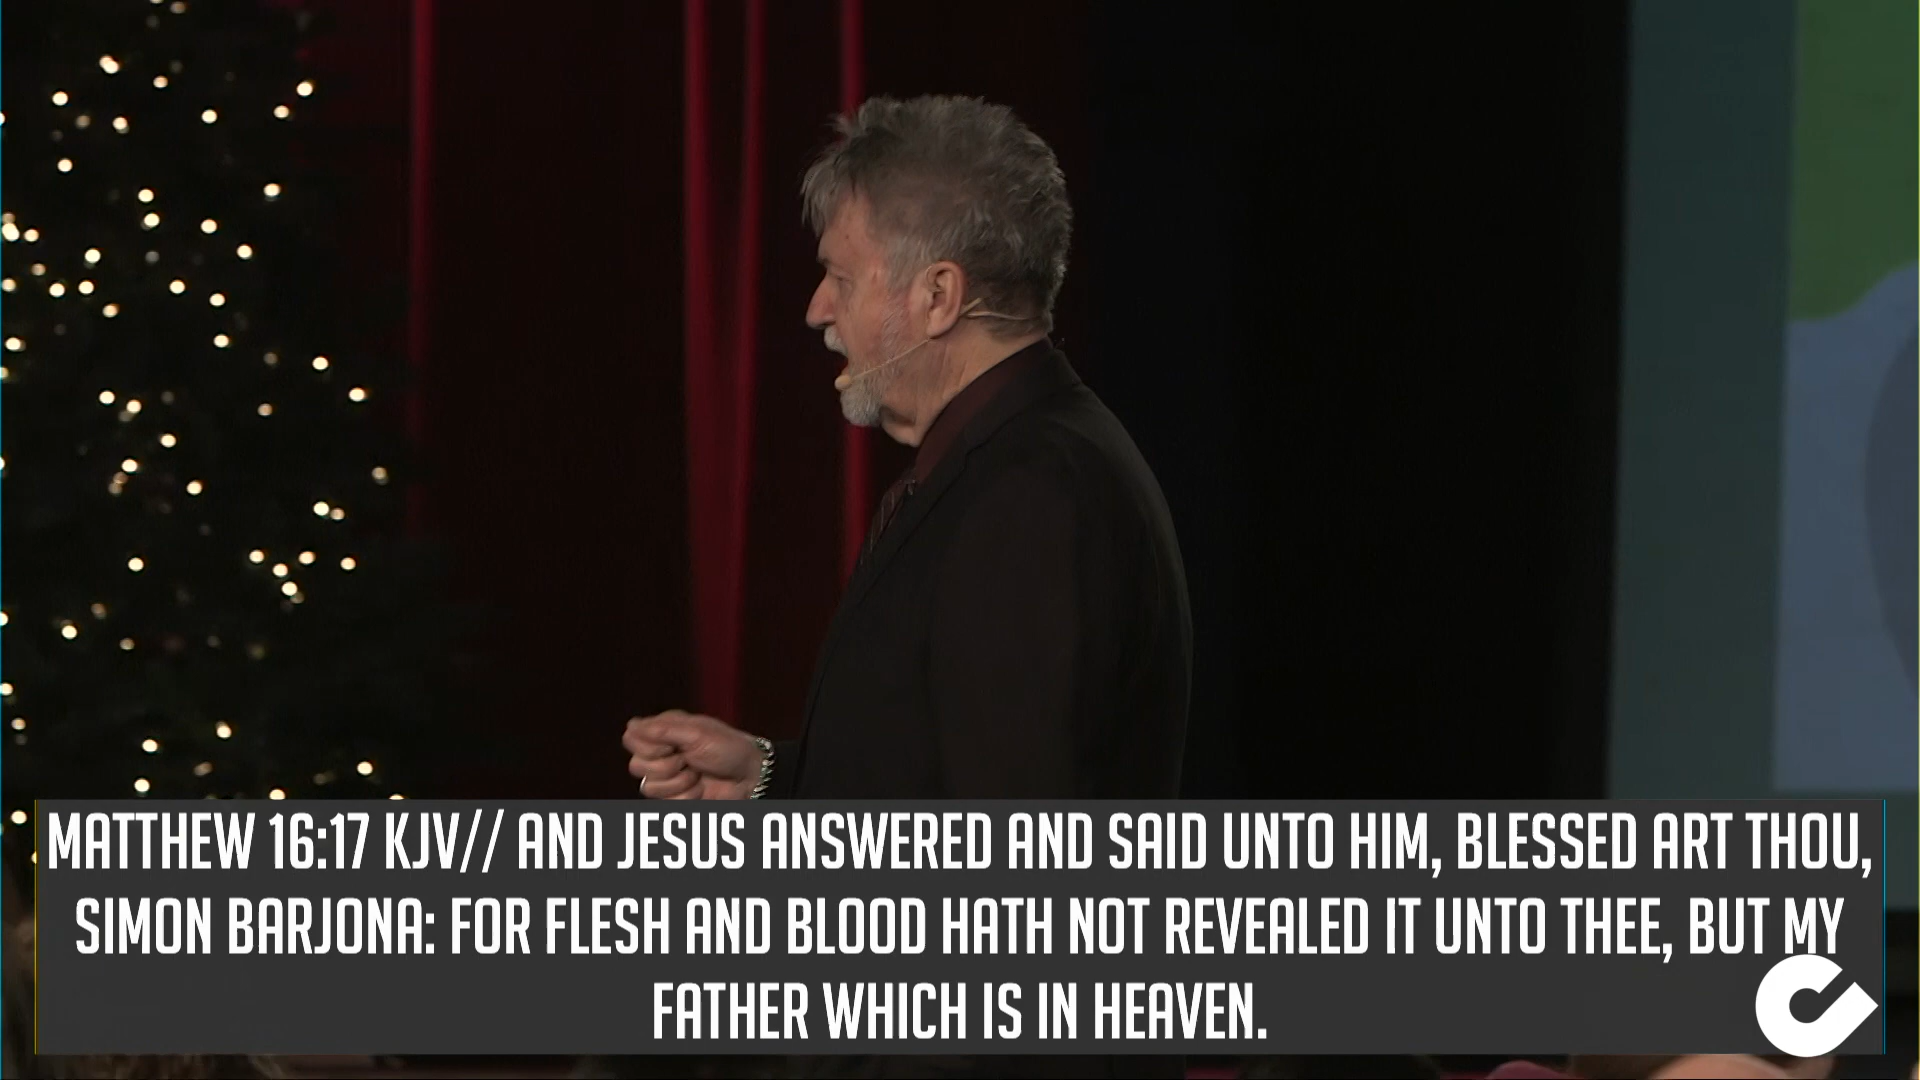 MATTHEW 16:17 KJV// AND JESUS ANSWERED AND SAID UNTO HIM, BLESSED ART THOU,
SIMON BARJONA: FOR FLESH AND BLOOD HATH NOT REVEALED IT UNTO THEE, BUT MY
FATHER WHICH IS IN HEAVEN.